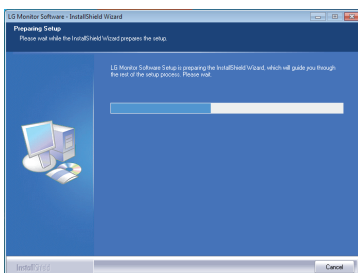 LG Monitor Software - InstallShield Wizard
Preparing Setup
Please wait while the InstallShield Wizard prepares the setup.
LG Monitor Software Setup is preparing the InstallShield Wizard, which will guide you through
the rest of the setup process. Please wait.
InstallShield
Cancel